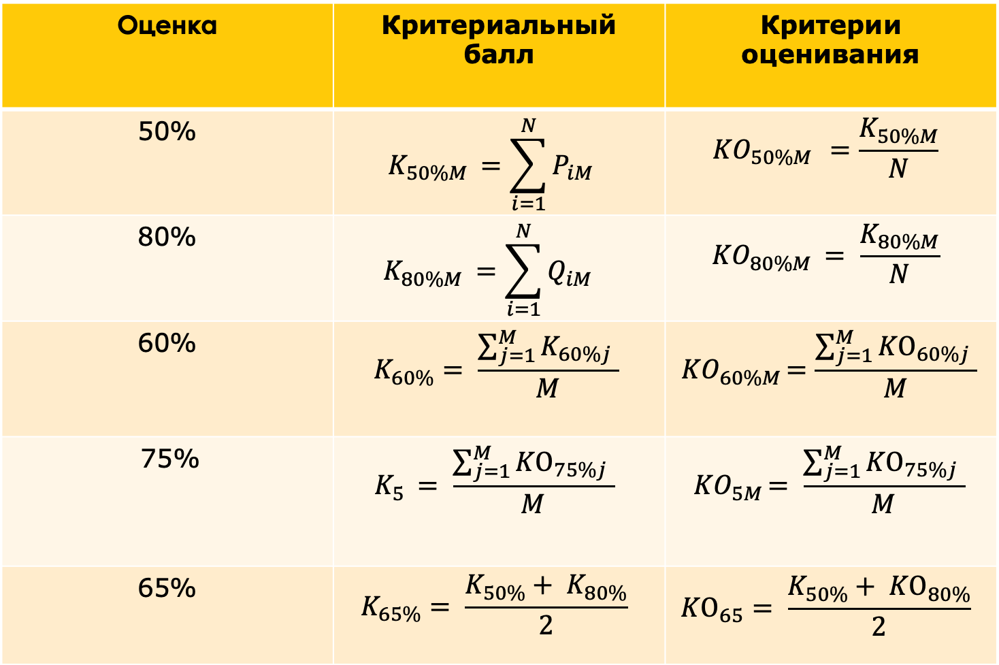 Оценка
Критериальный
балл
Критерии
оценивания
50%
K_{50%M} = \sum_{i=1}^{N} P_{iM}
KO_{50%M} = \frac{K_{50%M}}{N}
80%
K_{80%M} = \sum_{i=1}^{N} Q_{iM}
KO_{80%M} = \frac{K_{80%M}}{N}
60%
K_{60%} = \frac{\sum_{j=1}^{M} K_{60%j}}{M}
KO_{60%M} = \frac{\sum_{j=1}^{M} KO_{60%j}}{M}
75%
K_5 = \frac{\sum_{j=1}^{M} KO_{75%j}}{M}
KO_{5M} = \frac{\sum_{j=1}^{M} KO_{75%j}}{M}
65%
K_{65%} = \frac{K_{50%} + K_{80%}}{2}
KO_{65} = \frac{K_{50%} + KO_{80%}}{2}